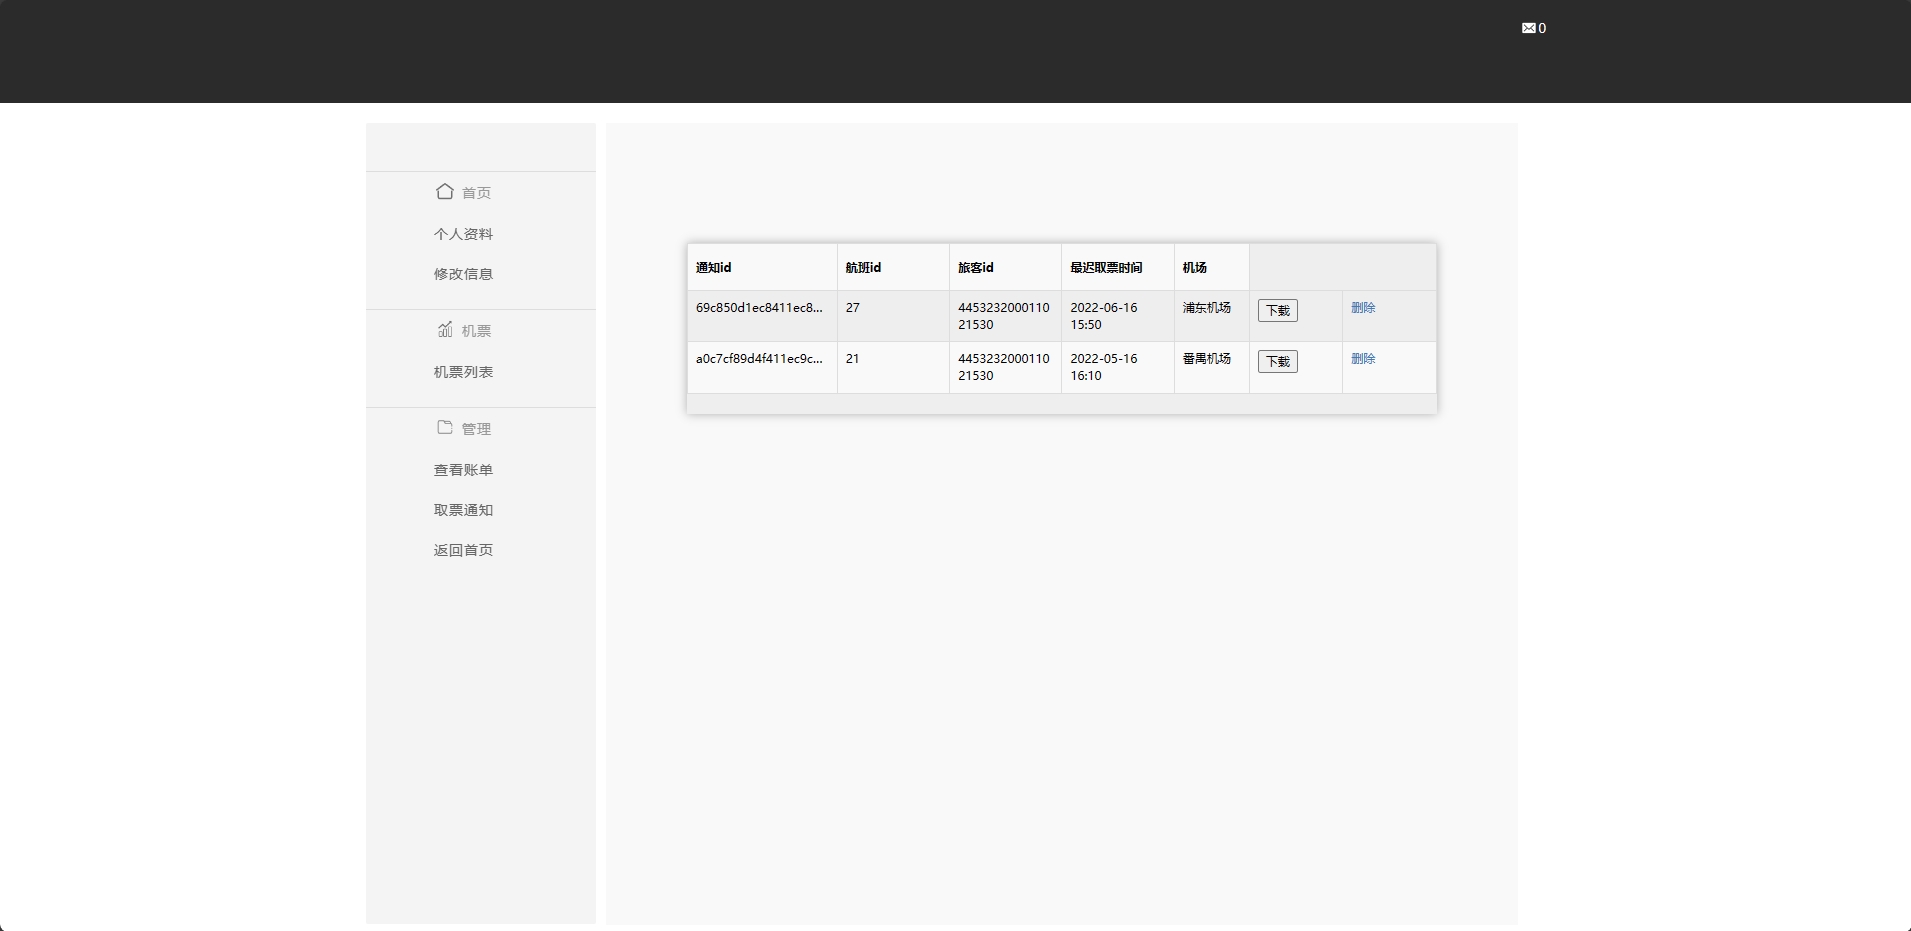 0
首页
个人资料
修改信息
机票
机票列表
管理
查看账单
取票通知
返回首页
通知id 航班id 旅客id 最迟取票时间 机场
69c850d1ec8411ec8... 27 4453232000110 2022-06-16 浦东机场 下载 删除
21530 15:50
a0c7cf89d4f411ec9c... 21 4453232000110 2022-05-16 番禺机场 下载 删除
21530 16:10